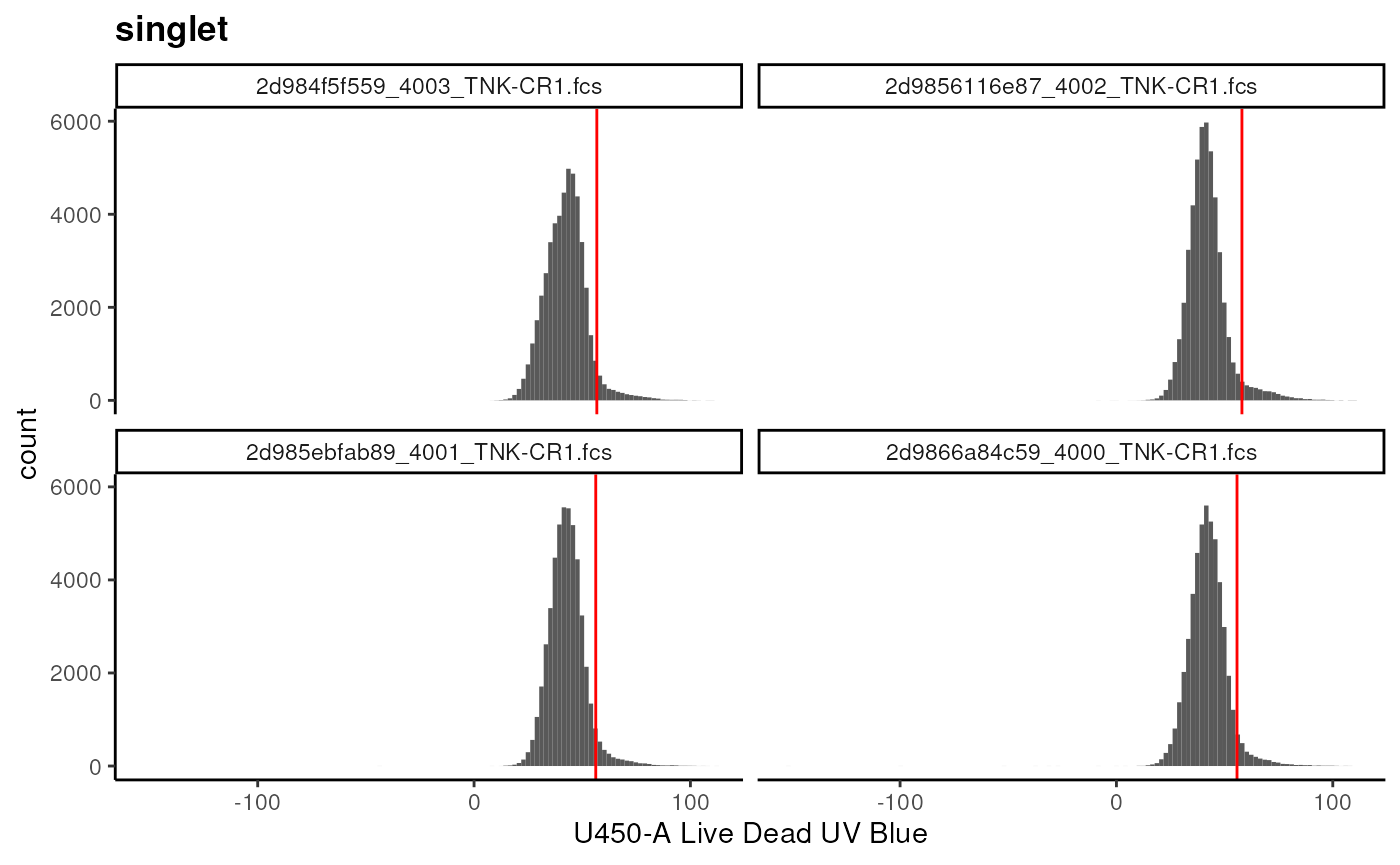 singlet
2d984f5f559_4003_TNK-CR1.fcs
2d9856116e87_4002_TNK-CR1.fcs
6000
4000
2000
0
count
2d985ebfab89_4001_TNK-CR1.fcs
2d9866a84c59_4000_TNK-CR1.fcs
6000
4000
2000
0
-100 0 100 -100 0 100
U450-A Live Dead UV Blue